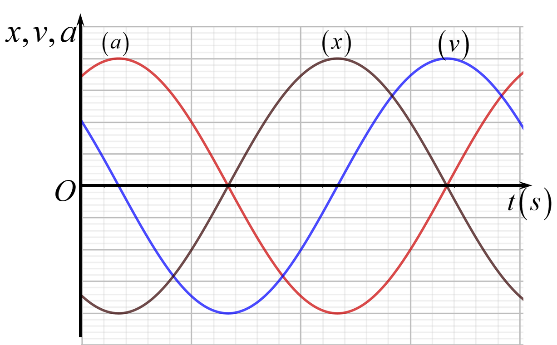 x, v, a
(a)
(x)
(v)
O
t(s)